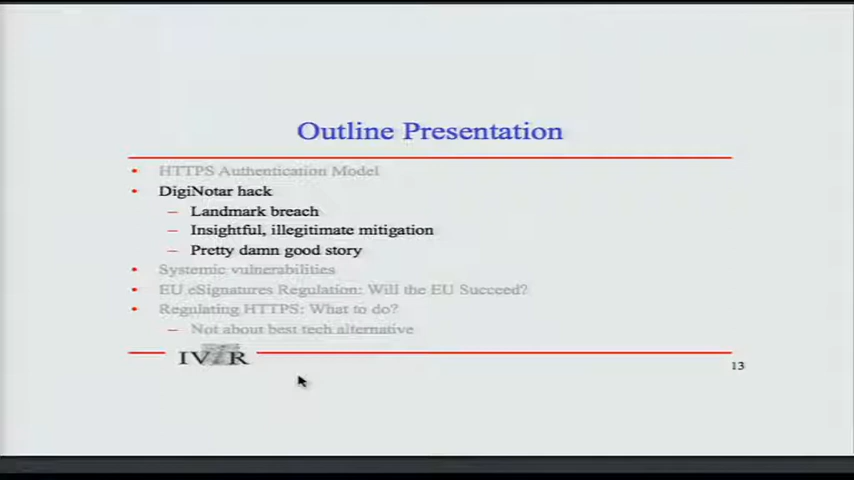 Outline Presentation
• HTTPS Authentication Model
• DigiNotar hack
– Landmark breach
– Insightful, illegitimate mitigation
– Pretty damn good story
• Systemic vulnerabilities
• EU eSignatures Regulation: Will the EU Succeed?
• Regulating HTTPS: What to do?
– Not about best tech alternative
IViR
13